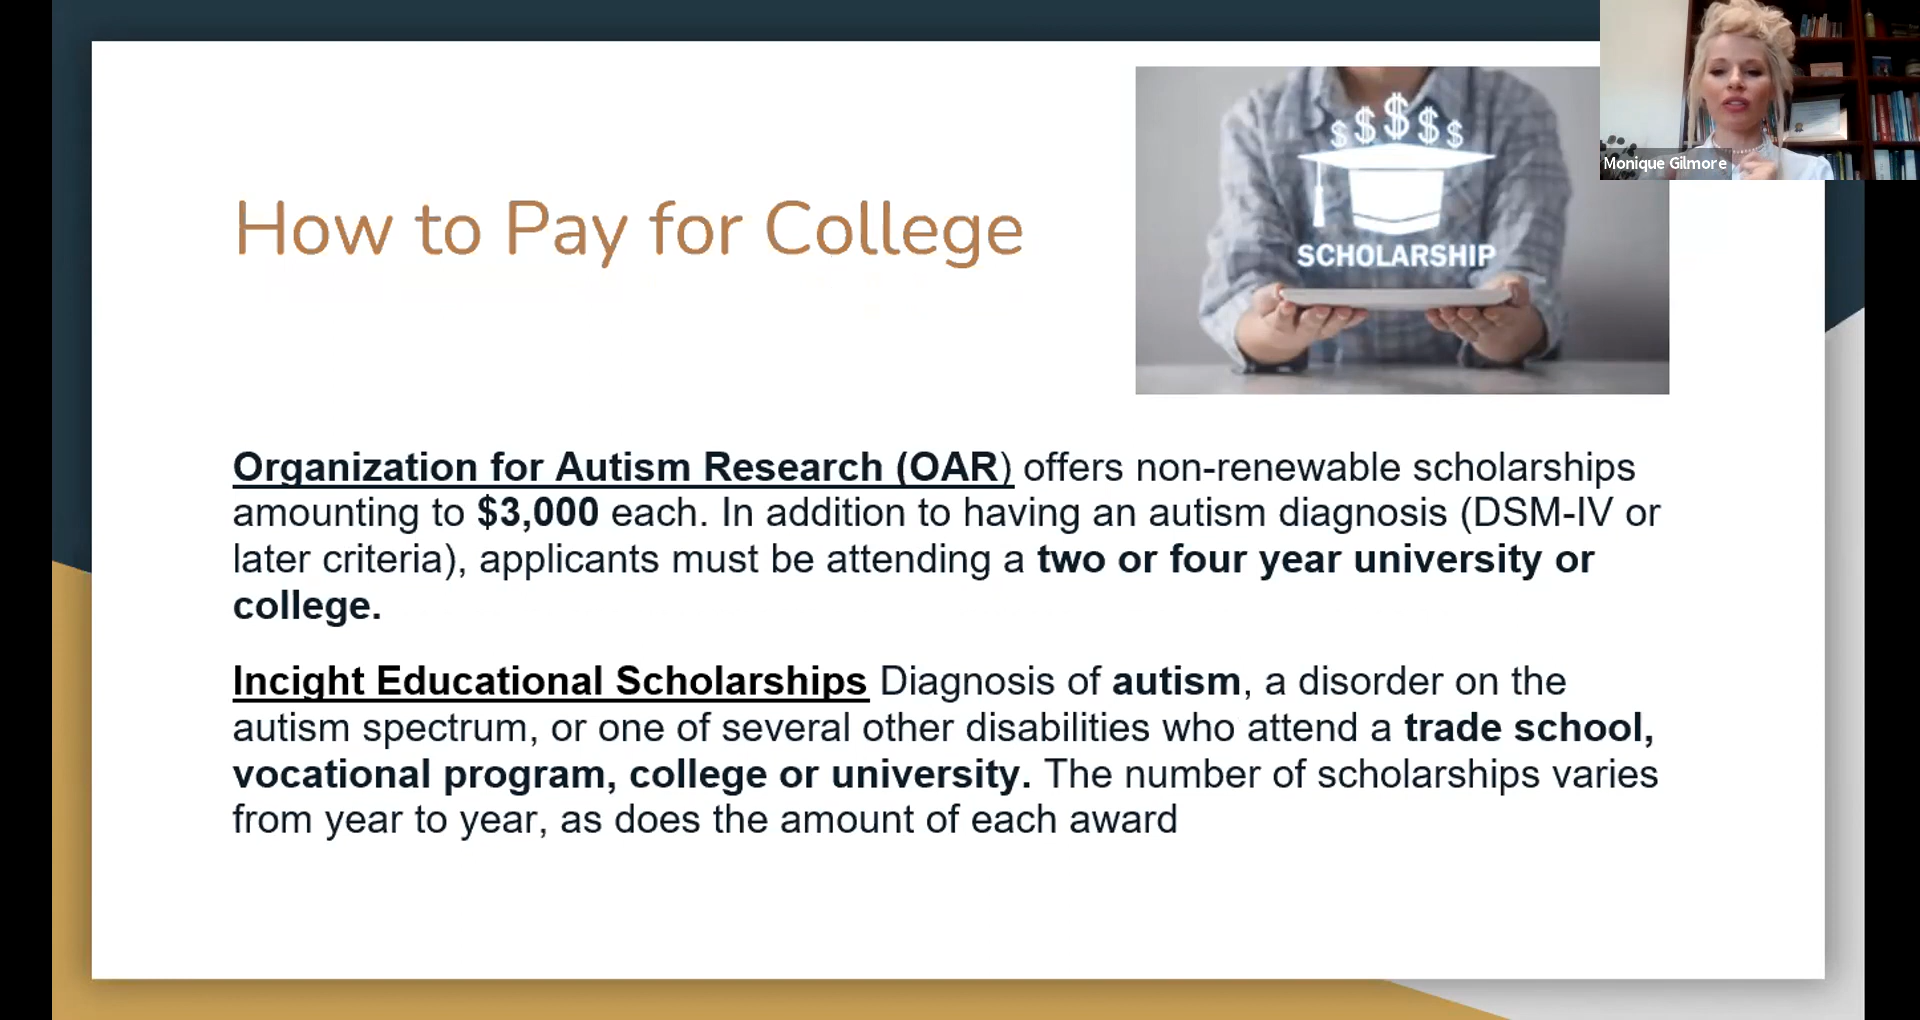 How to Pay for College
$ $ $ $ $
SCHOLARSHIP
Monique Gilmore
Organization for Autism Research (OAR) offers non-renewable scholarships
amounting to $3,000 each. In addition to having an autism diagnosis (DSM-IV or
later criteria), applicants must be attending a two or four year university or
college.
Incight Educational Scholarships Diagnosis of autism, a disorder on the
autism spectrum, or one of several other disabilities who attend a trade school,
vocational program, college or university. The number of scholarships varies
from year to year, as does the amount of each award